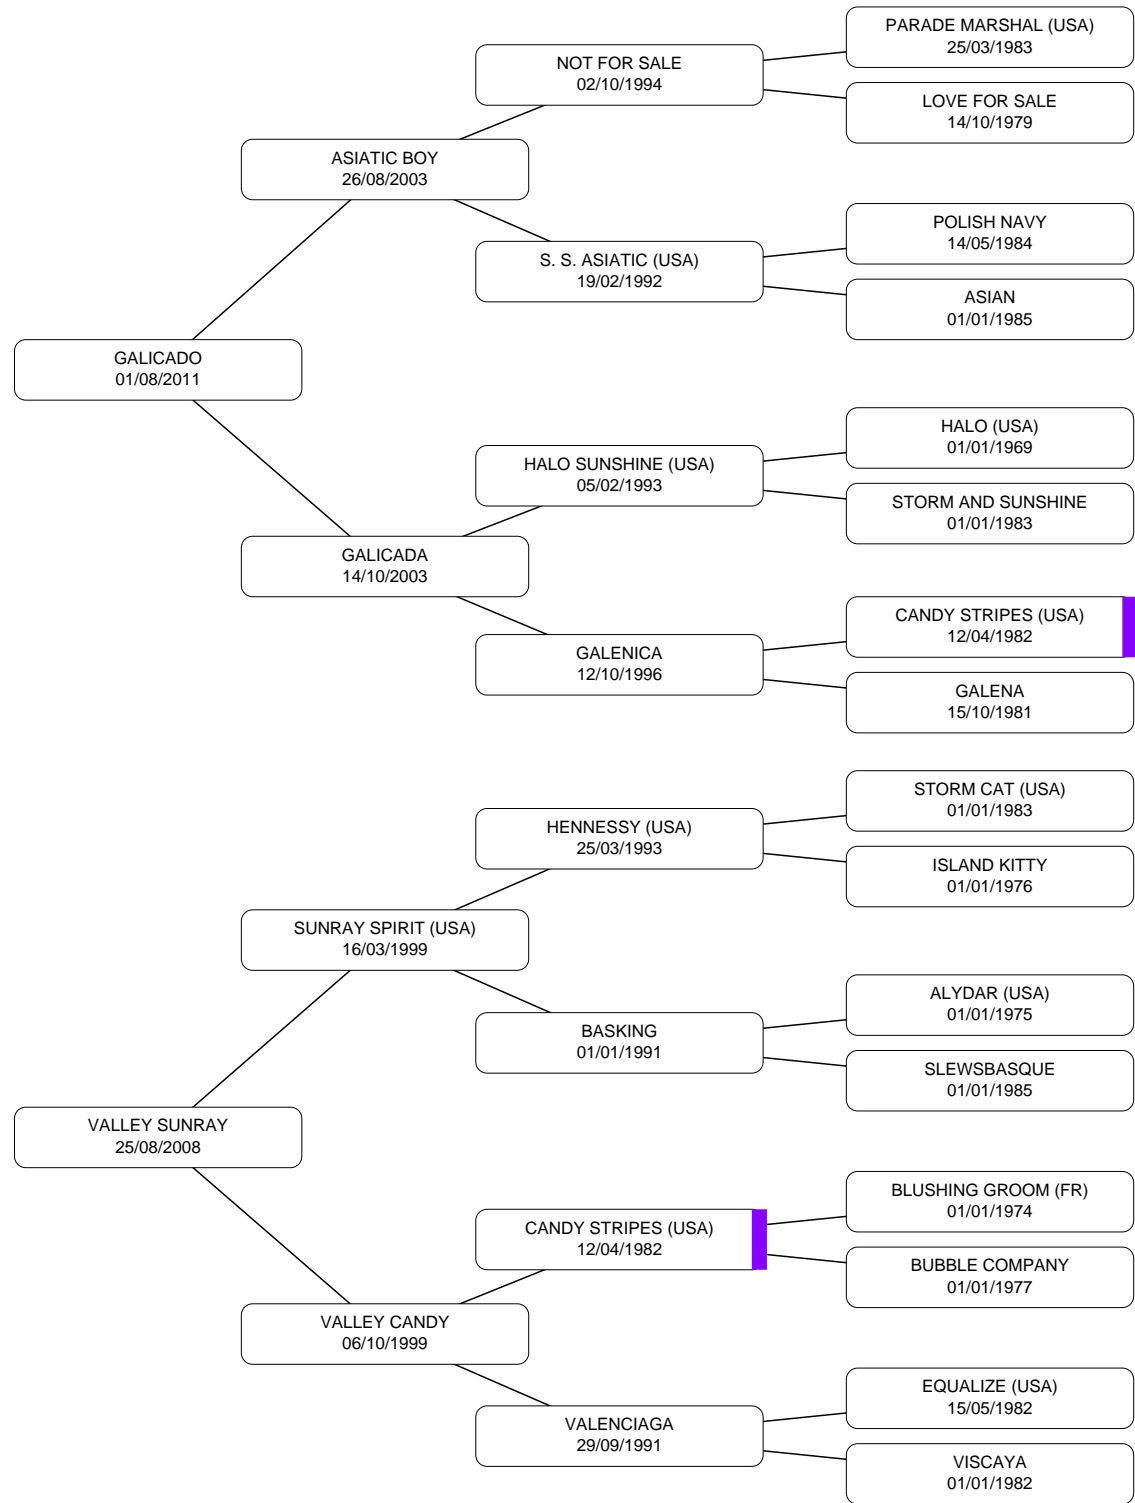 PARADE MARSHAL (USA)
25/03/1983
NOT FOR SALE
02/10/1994
LOVE FOR SALE
14/10/1979
ASIATIC BOY
26/08/2003
POLISH NAVY
14/05/1984
S. S. ASIATIC (USA)
19/02/1992
ASIAN
01/01/1985
GALICADO
01/08/2011
HALO (USA)
01/01/1969
HALO SUNSHINE (USA)
05/02/1993
STORM AND SUNSHINE
01/01/1983
GALICADA
14/10/2003
CANDY STRIPES (USA)
12/04/1982
GALENICA
12/10/1996
GALENA
15/10/1981
STORM CAT (USA)
01/01/1983
HENNESSY (USA)
25/03/1993
ISLAND KITTY
01/01/1976
SUNRAY SPIRIT (USA)
16/03/1999
ALYDAR (USA)
01/01/1975
BASKING
01/01/1991
SLEWSBASQUE
01/01/1985
VALLEY SUNRAY
25/08/2008
BLUSHING GROOM (FR)
01/01/1974
CANDY STRIPES (USA)
12/04/1982
BUBBLE COMPANY
01/01/1977
VALLEY CANDY
06/10/1999
EQUALIZE (USA)
15/05/1982
VALENCIAGA
29/09/1991
VISCAYA
01/01/1982